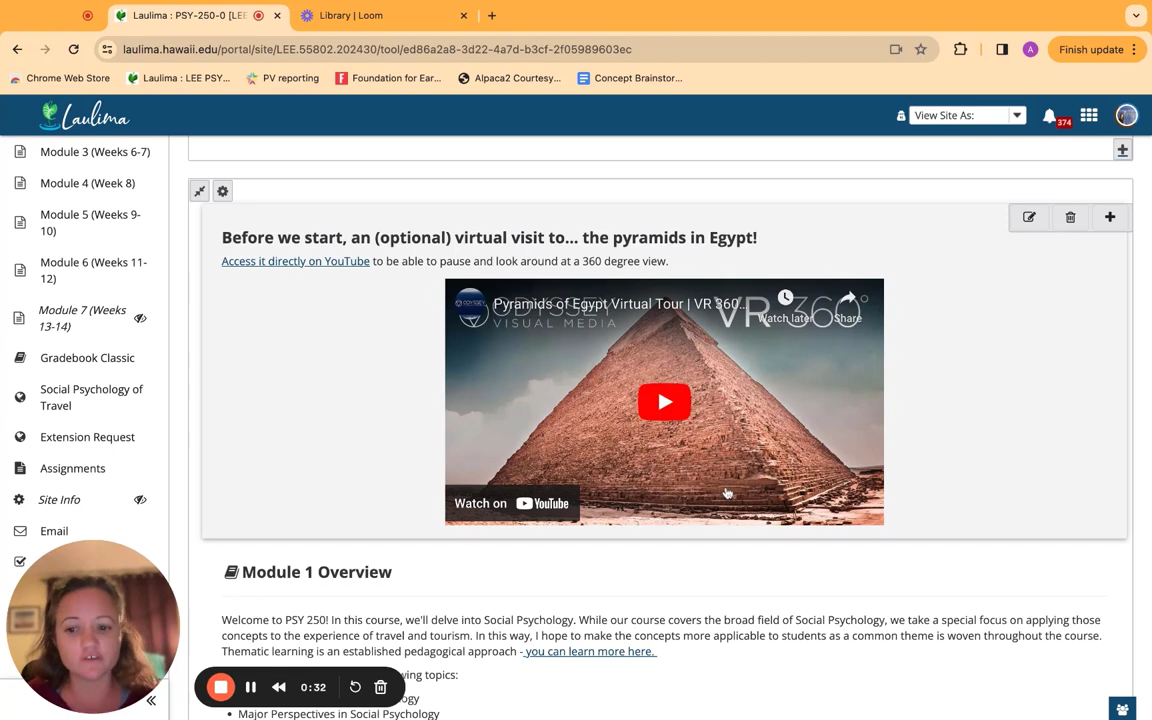 Laulima : PSY-250-0 [LEE
Library | Loom
laulima.hawaii.edu/portal/site/LEE.55802.202430/tool/ed86a2a8-3d22-4a7d-b3cf-2f05989603ec
A
Finish update
Chrome Web Store
Laulima : LEE PSY...
PV reporting
Foundation for Ear...
Alpaca2 Courtesy...
Concept Brainstor...
Laulima
View Site As:
374
Module 3 (Weeks 6-7)
Module 4 (Week 8)
Module 5 (Weeks 9-
10)
Module 6 (Weeks 11-
12)
Module 7 (Weeks
13-14)
Gradebook Classic
Social Psychology of
Travel
Extension Request
Assignments
Site Info
Email
Before we start, an (optional) virtual visit to... the pyramids in Egypt!
Access it directly on YouTube to be able to pause and look around at a 360 degree view.
Pyramids of Egypt Virtual Tour | VR 360...
ODYSSEY
VISUAL MEDIA
VR 360°
Watch later
Share
Watch on YouTube
Module 1 Overview
Welcome to PSY 250! In this course, we'll delve into Social Psychology. While our course covers the broad field of Social Psychology, we take a special focus on applying those
concepts to the experience of travel and tourism. In this way, I hope to make the concepts more applicable to students as a common theme is woven throughout the course.
Thematic learning is an established pedagogical approach - you can learn more here.
ving topics:
ogy
• Major Perspectives in Social Psychology
0:32